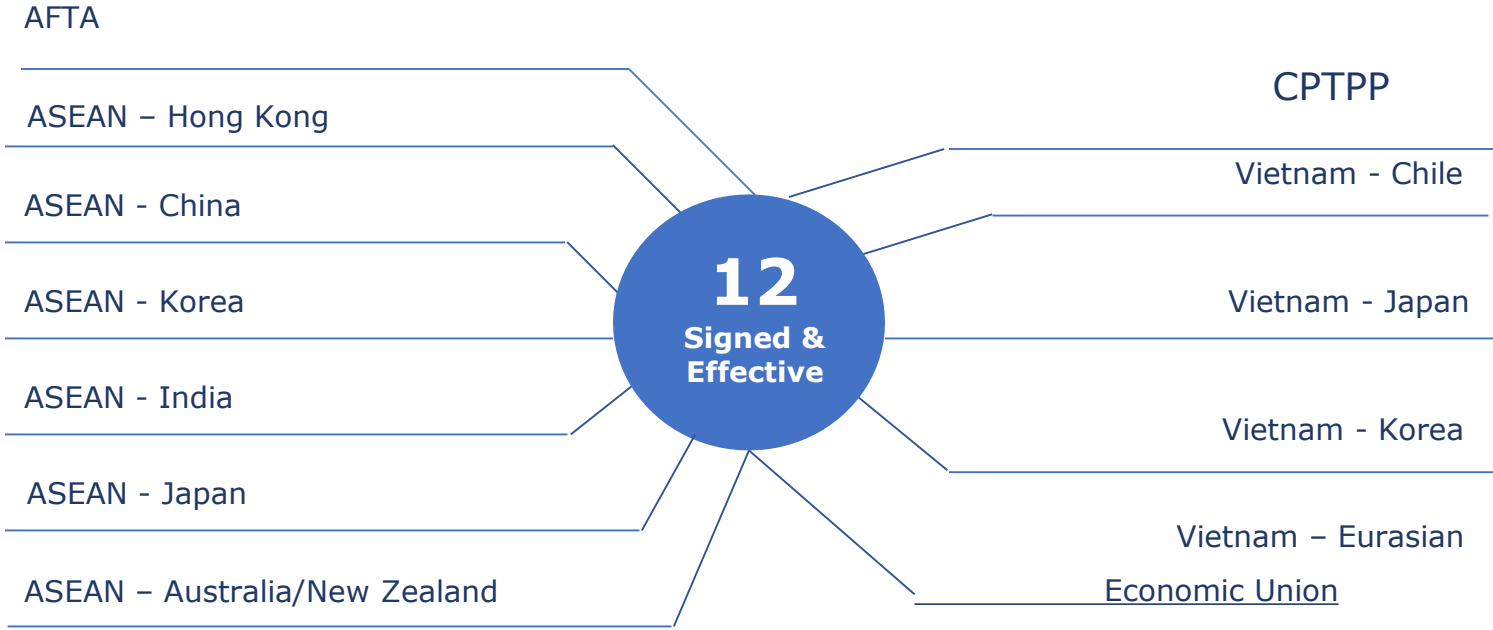 AFTA
ASEAN – Hong Kong
ASEAN - China
ASEAN - Korea
ASEAN - India
ASEAN - Japan
ASEAN – Australia/New Zealand
12
Signed &
Effective
CPTPP
Vietnam - Chile
Vietnam - Japan
Vietnam - Korea
Vietnam – Eurasian
Economic Union